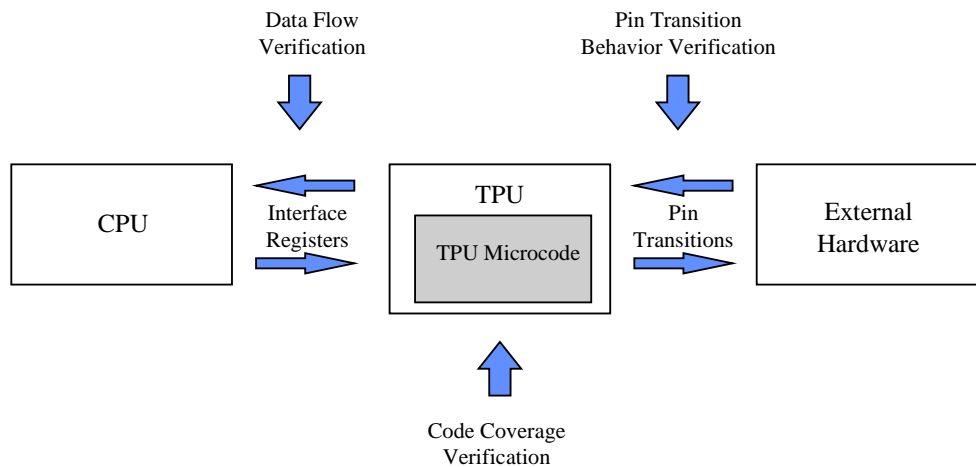 Data Flow
Verification
Pin Transition
Behavior Verification
CPU
Interface
Registers
TPU
TPU Microcode
Pin
Transitions
External
Hardware
Code Coverage
Verification